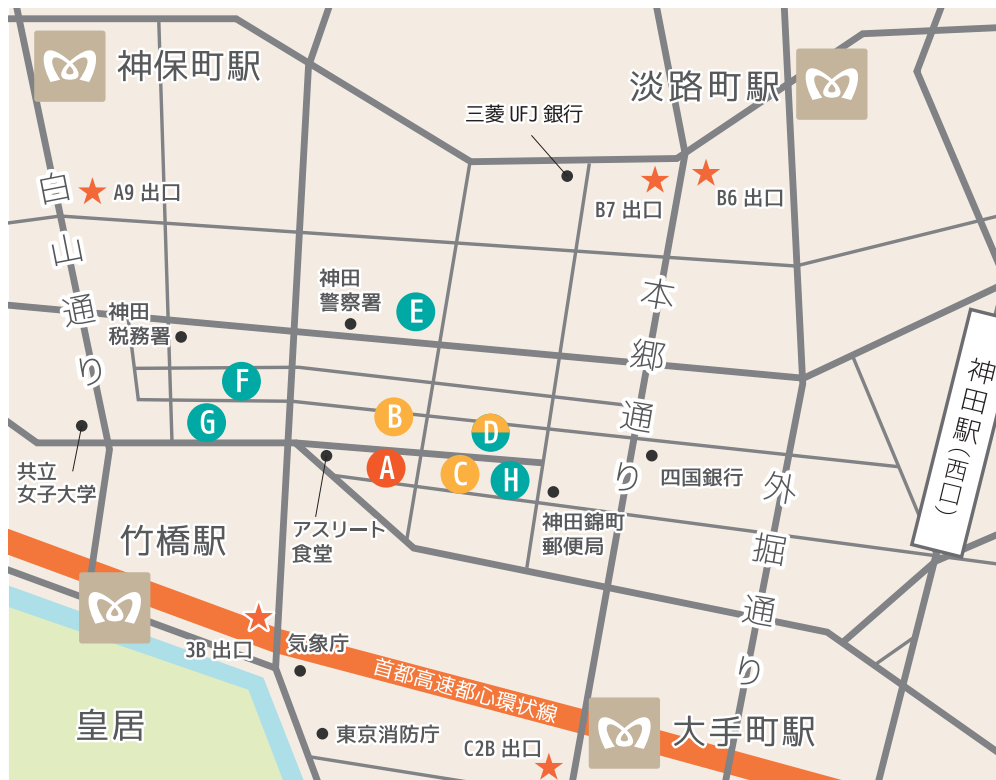 神保町駅
淡路町駅
三菱UFJ銀行
A9 出口
B7 出口
B6 出口
白山通り
本郷通り
神田
警察署
E
神田
税務署
F
G
B
D
A
C
H
神田駅(西口)
共立
女子大学
四国銀行
外堀通り
アスリート
食堂
神田錦町
郵便局
竹橋駅
3B 出口
気象庁
首都高速都心環状線
皇居
東京消防庁
C2B 出口
大手町駅